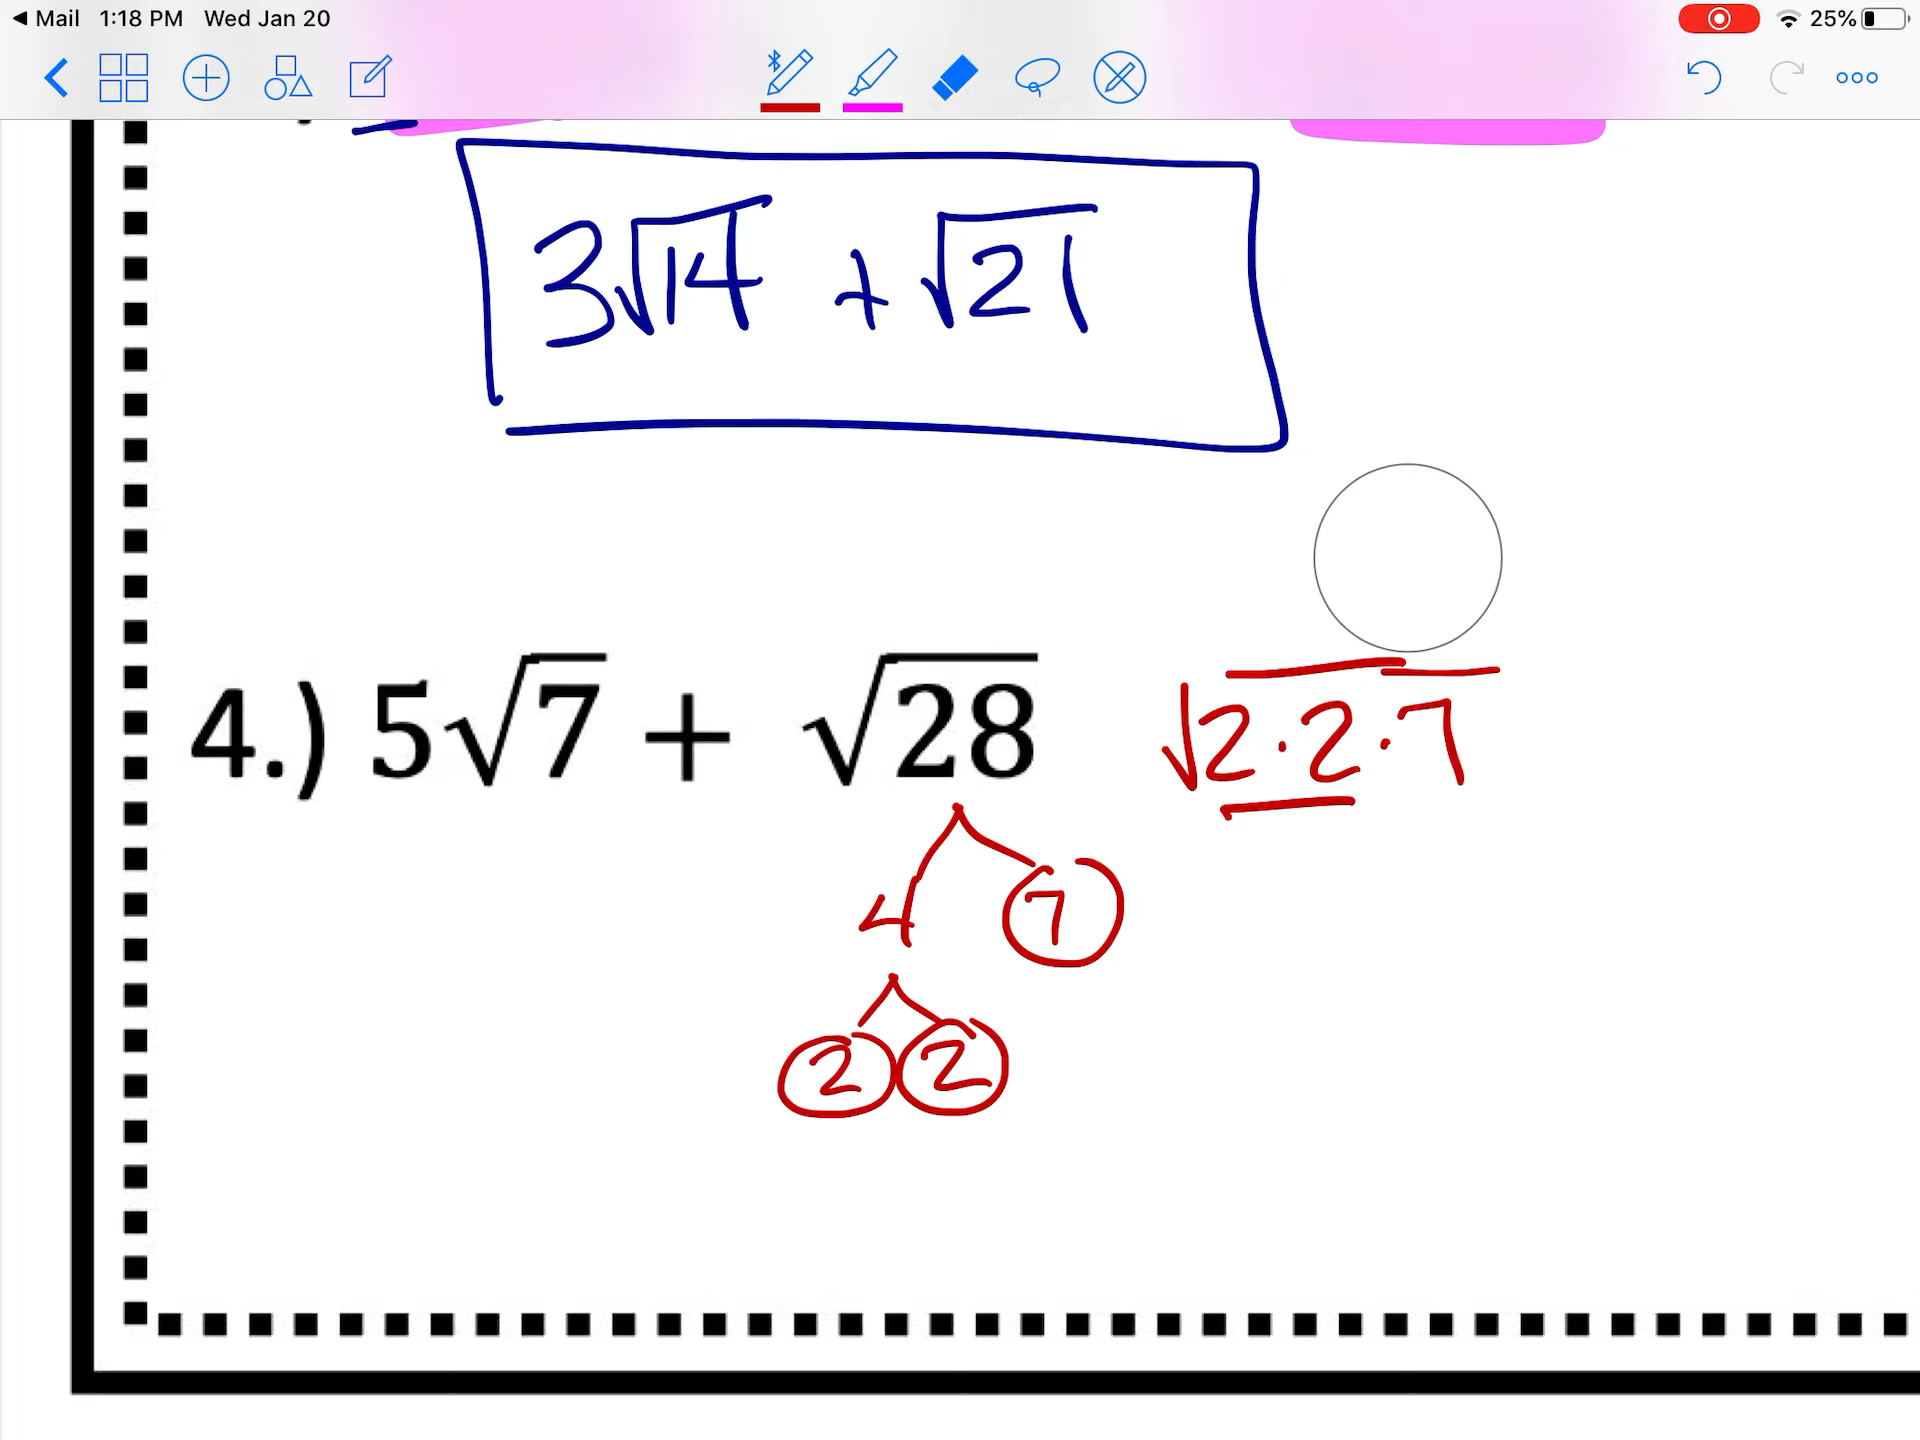 Mail 1:18 PM Wed Jan 20 25%
3√14 + √21
4.) 5√7 + √28 √2·2·7
4 7
2 2